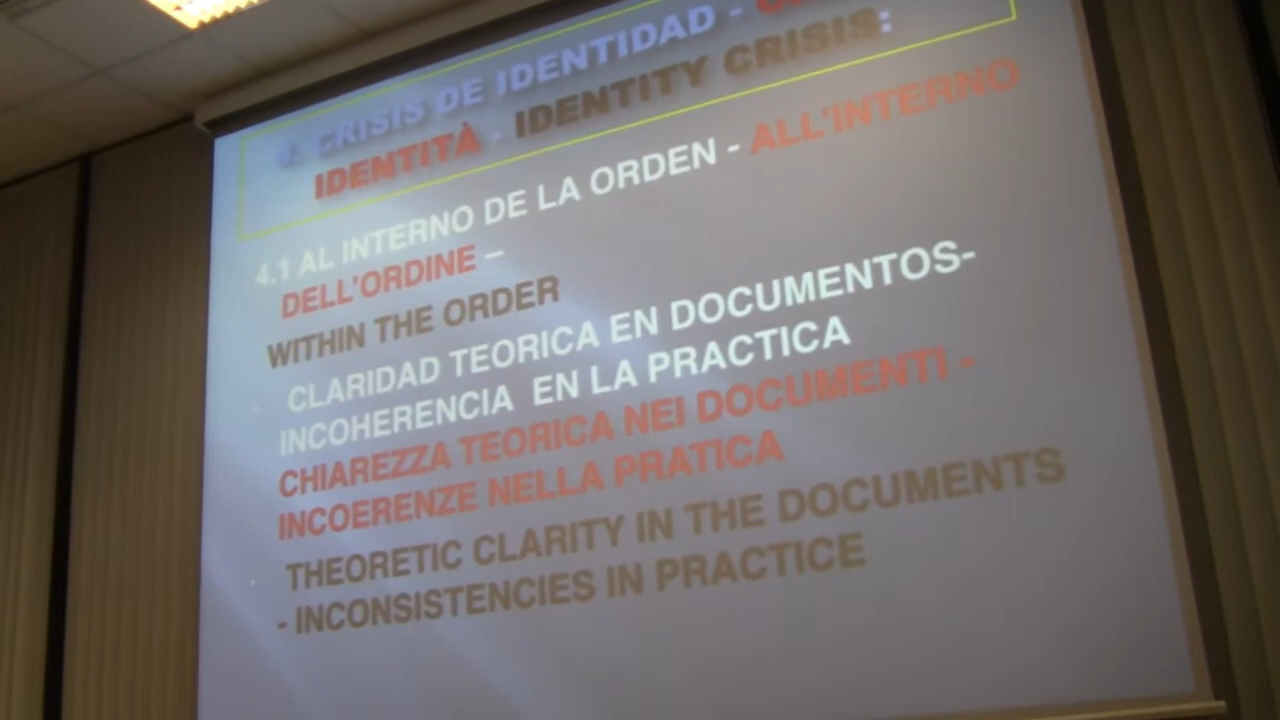 4. CRISIS DE IDENTIDAD -
IDENTITÀ - IDENTITY CRISIS:
4.1 AL INTERNO DE LA ORDEN - ALL'INTERNO
DELL'ORDINE –
WITHIN THE ORDER
CLARIDAD TEORICA EN DOCUMENTOS-
INCOHERENCIA EN LA PRACTICA
CHIAREZZA TEORICA NEI DOCUMENTI -
INCOERENZE NELLA PRATICA
THEORETIC CLARITY IN THE DOCUMENTS
- INCONSISTENCIES IN PRACTICE